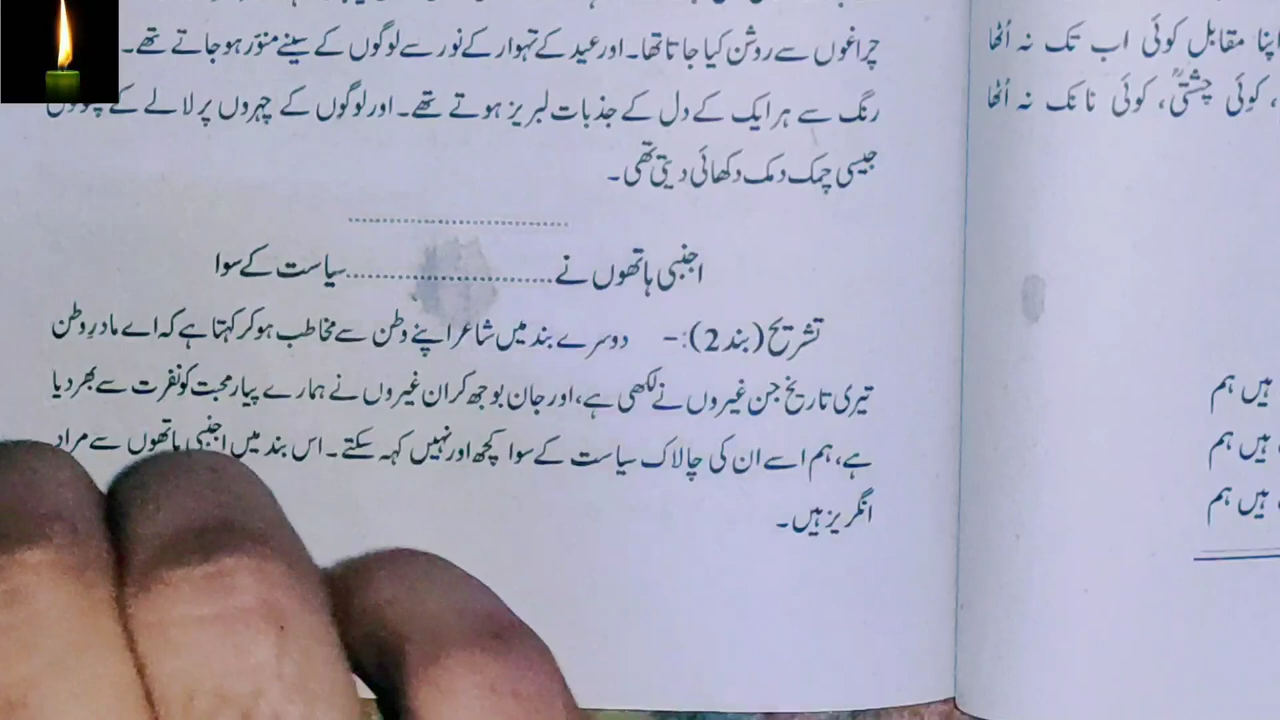 چراغوں سے روشن کیا جاتا تھا۔ اور عید کے تہوار کے نور سے لوگوں کے سینے منوّر ہو جاتے تھے۔
رنگ سے ہر ایک کے دل کے جذبات لبریز ہوتے تھے۔ اور لوگوں کے چہروں پر لالے کے
جیسی چمک دمک دکھائی دیتی تھی۔
اجنبی ہاتھوں نے ........................ سیاست کے سوا
تشریح (بند2):- دوسرے بند میں شاعر اپنے وطن سے مخاطب ہو کر کہتا ہے کہ اے مادرِ وطن
تیری تاریخ جن غیروں نے لکھی ہے، اور جان بوجھ کر ان غیروں نے ہمارے پیار محبت کو نفرت سے بھر دیا
ہے، ہم اسے ان کی چالاک سیاست کے سوا کچھ اور نہیں کہہ سکتے۔ اس بند میں اجنبی ہاتھوں سے مراد
انگریز ہیں۔
اپنا مقابل کوئی اب تک نہ اُٹھا
، کوئی چشتیؒ، کوئی نانک نہ اُٹھا
ہیں ہم
ہیں ہم
ہیں ہم